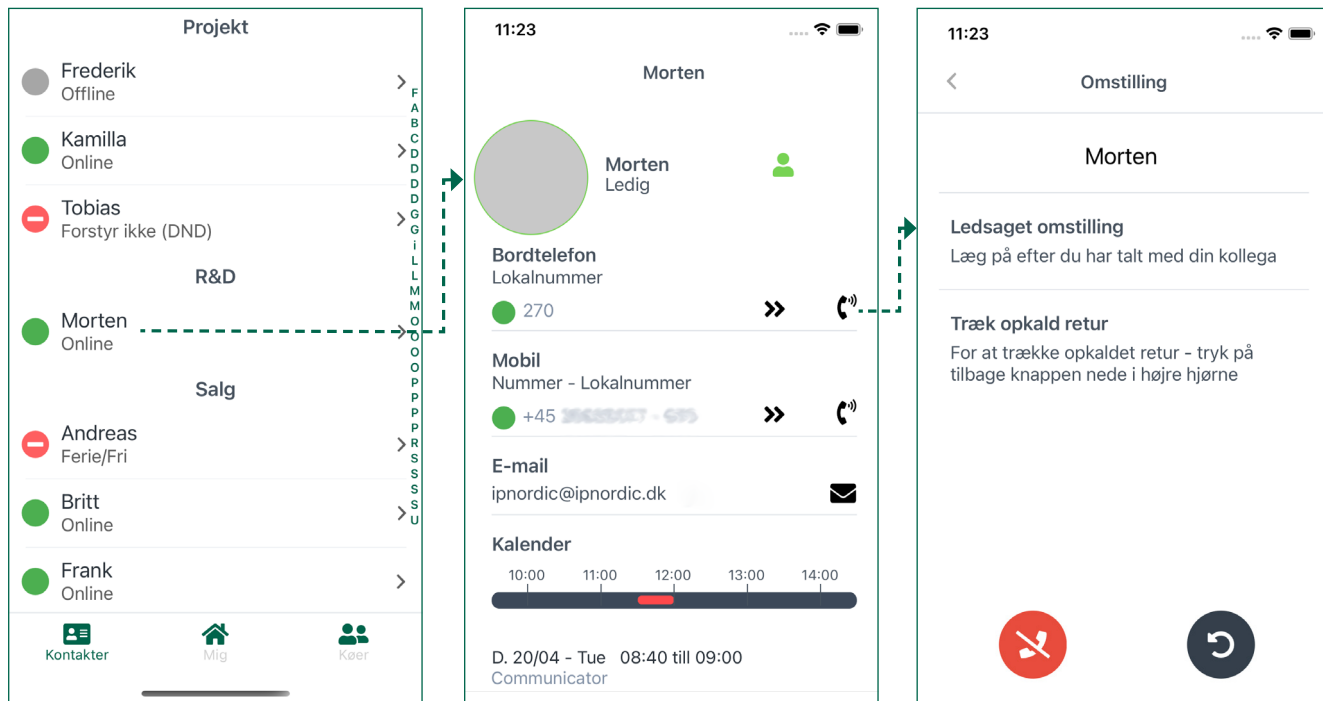 Projekt
Frederik
Offline
Kamilla
Online
Tobias
Forstyr ikke (DND)
R&D
Morten
Online
Salg
Andreas
Ferie/Fri
Britt
Online
Frank
Online
F
A
B
C
D
D
D
D
G
G
i
L
L
M
M
O
O
O
O
P
P
P
P
R
S
S
S
S
U
Kontakter
Mig
Køer
11:23
Morten
Morten
Ledig
Bordtelefon
Lokalnummer
270
Mobil
Nummer - Lokalnummer
+45
E-mail
ipnordic@ipnordic.dk
Kalender
10:00 11:00 12:00 13:00 14:00
D. 20/04 - Tue 08:40 till 09:00
Communicator
11:23
Omstilling
Morten
Ledsaget omstilling
Læg på efter du har talt med din kollega
Træk opkald retur
For at trække opkaldet retur - tryk på
tilbage knappen nede i højre hjørne